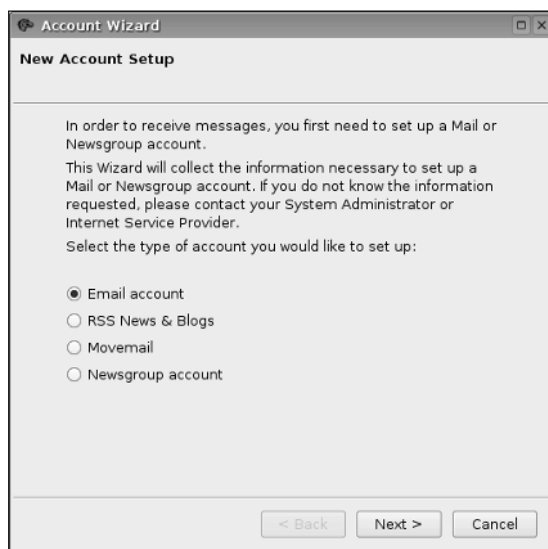 Account Wizard
New Account Setup
In order to receive messages, you first need to set up a Mail or
Newsgroup account.
This Wizard will collect the information necessary to set up a
Mail or Newsgroup account. If you do not know the information
requested, please contact your System Administrator or
Internet Service Provider.
Select the type of account you would like to set up:
Email account
RSS News & Blogs
Movemail
Newsgroup account
< Back Next > Cancel